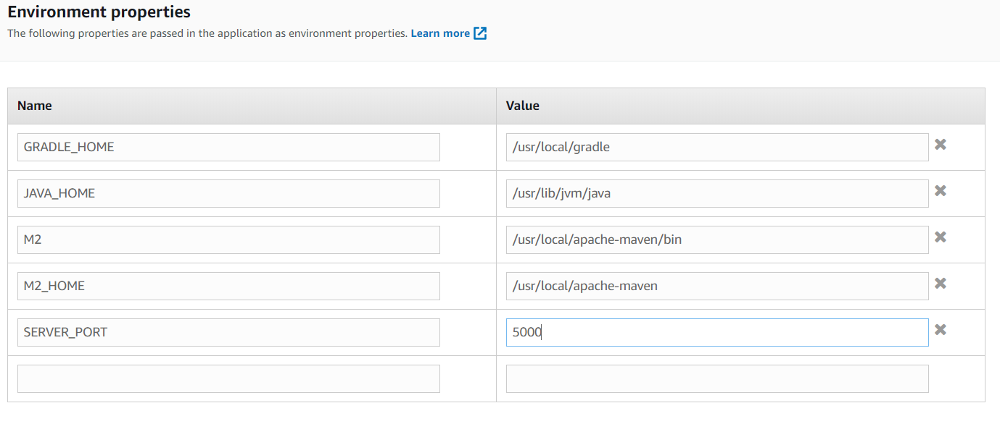 Environment properties
The following properties are passed in the application as environment properties. Learn more
Name Value
GRADLE_HOME /usr/local/gradle
JAVA_HOME /usr/lib/jvm/java
M2 /usr/local/apache-maven/bin
M2_HOME /usr/local/apache-maven
SERVER_PORT 5000